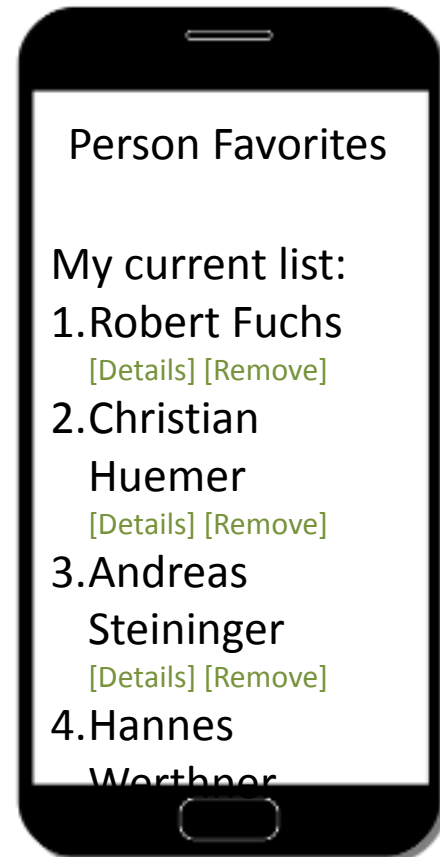 Person Favorites
My current list:
1.Robert Fuchs
[Details] [Remove]
2.Christian
Huemer
[Details] [Remove]
3.Andreas
Steininger
[Details] [Remove]
4.Hannes
Werthner